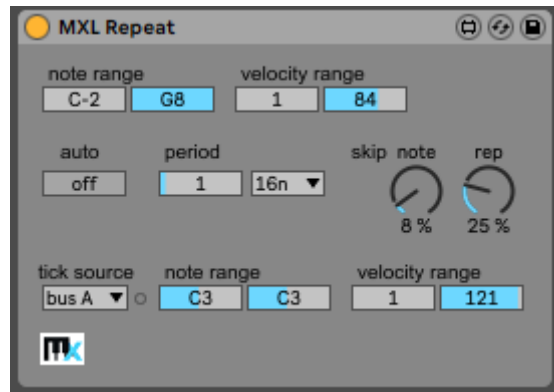 MXL Repeat
note range velocity range
C-2 G8 1 84
auto period skip note rep
off 1 16n
8 % 25 %
tick source note range velocity range
bus A C3 C3 1 121
mx